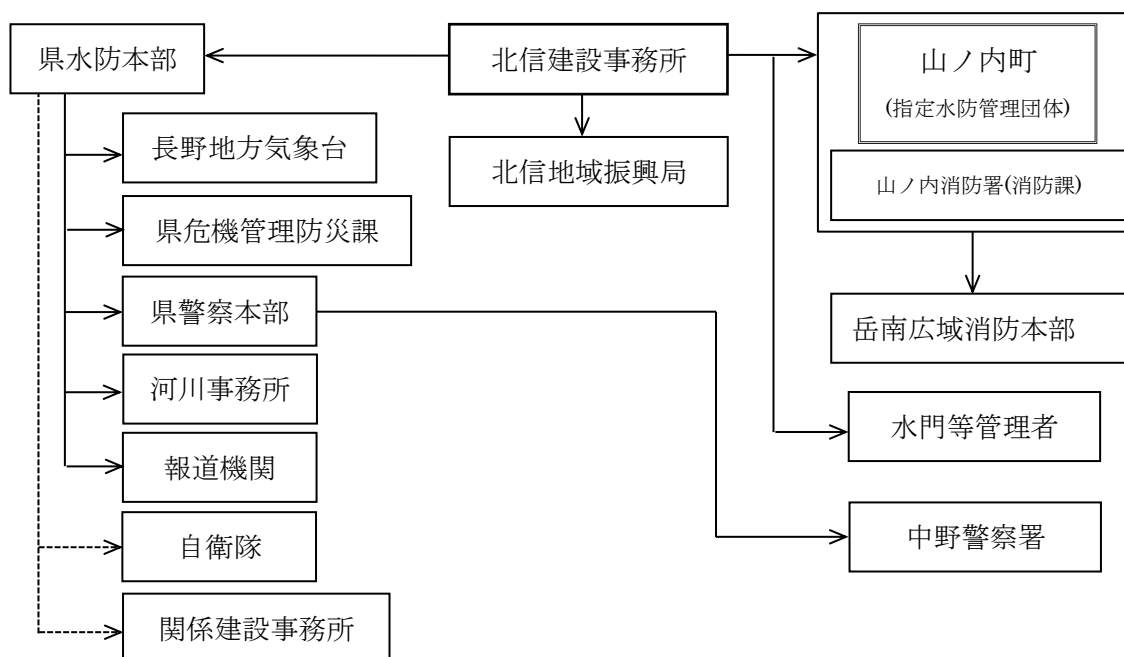 県水防本部
北信建設事務所
山ノ内町
(指定水防管理団体)
山ノ内消防署(消防課)
長野地方気象台
北信地域振興局
県危機管理防災課
県警察本部
岳南広域消防本部
河川事務所
水門等管理者
報道機関
中野警察署
自衛隊
関係建設事務所